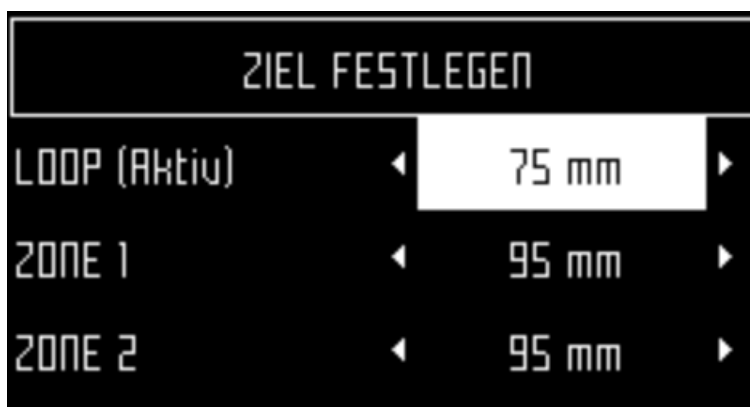 ZIEL FESTLEGEN
LOOP (Aktiv) 75 mm
ZONE 1 95 mm
ZONE 2 95 mm